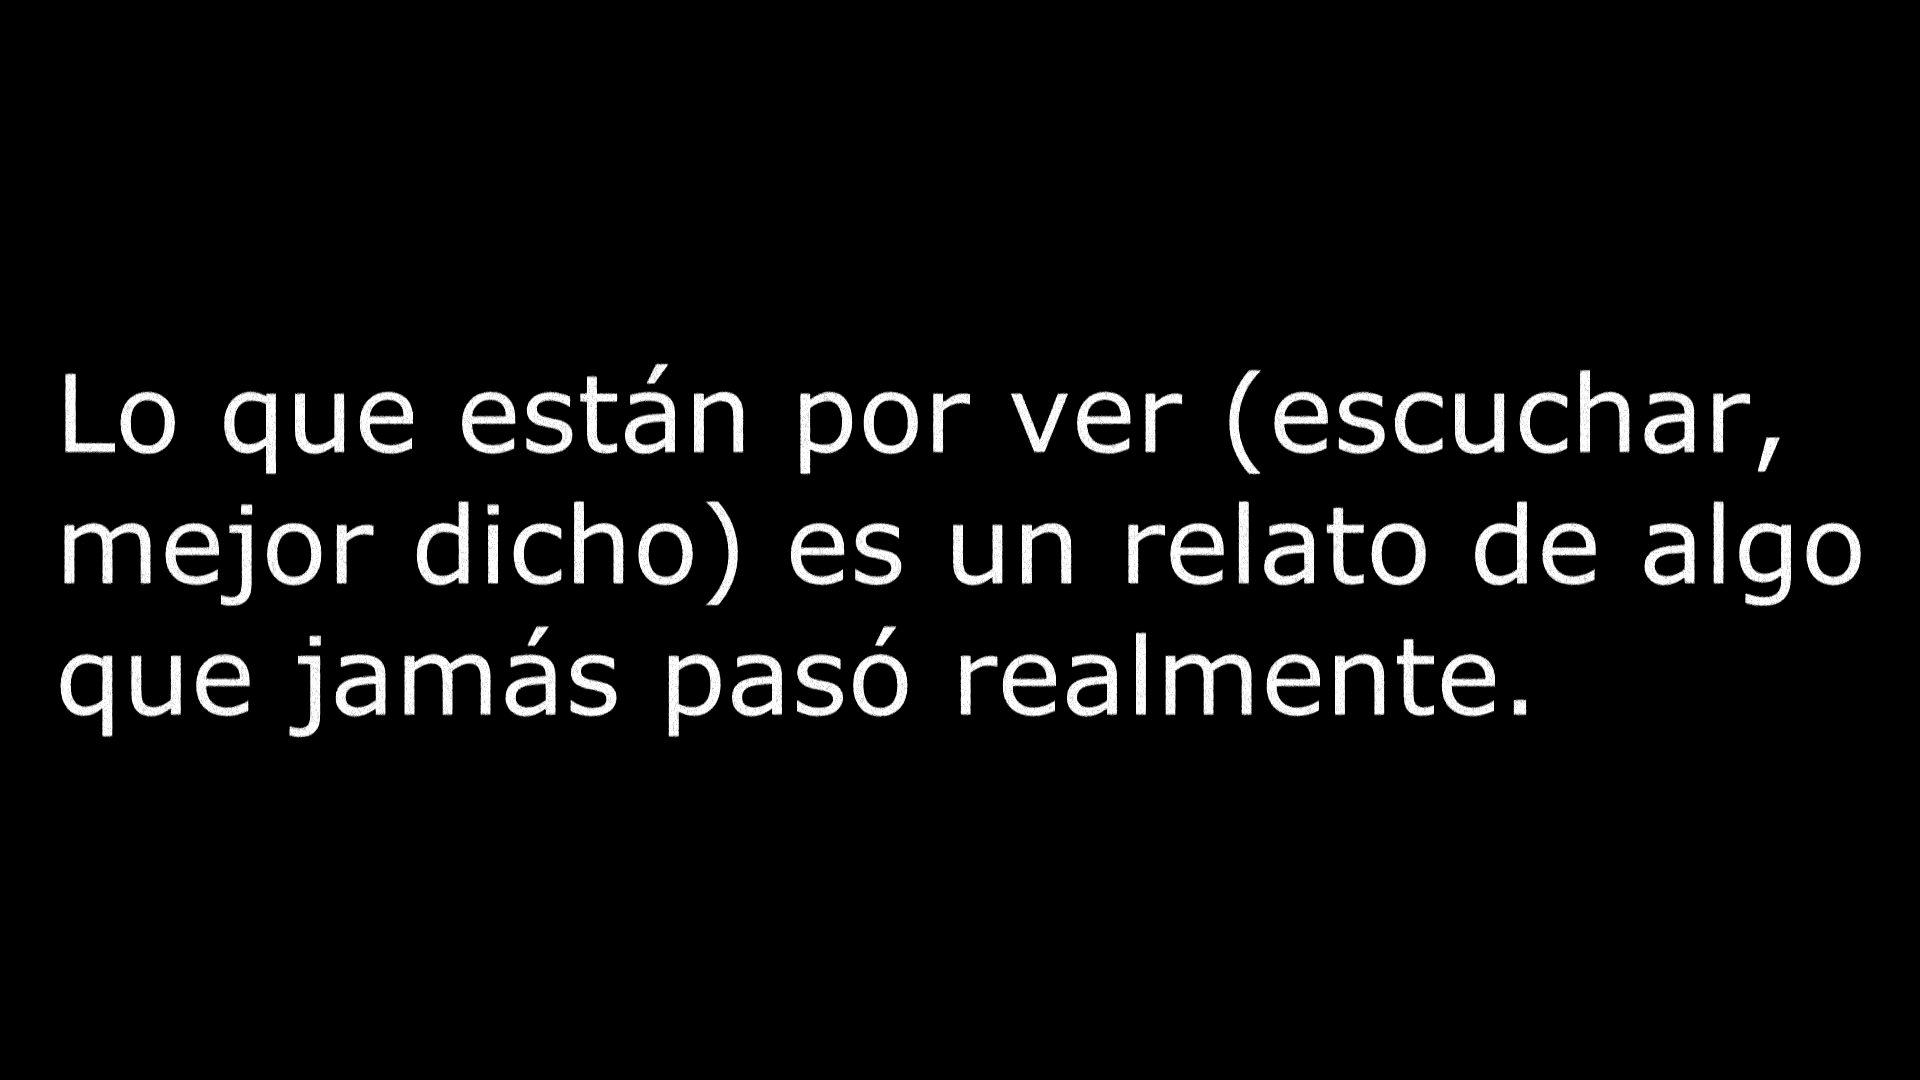 Lo que están por ver (escuchar,
mejor dicho) es un relato de algo
que jamás pasó realmente.